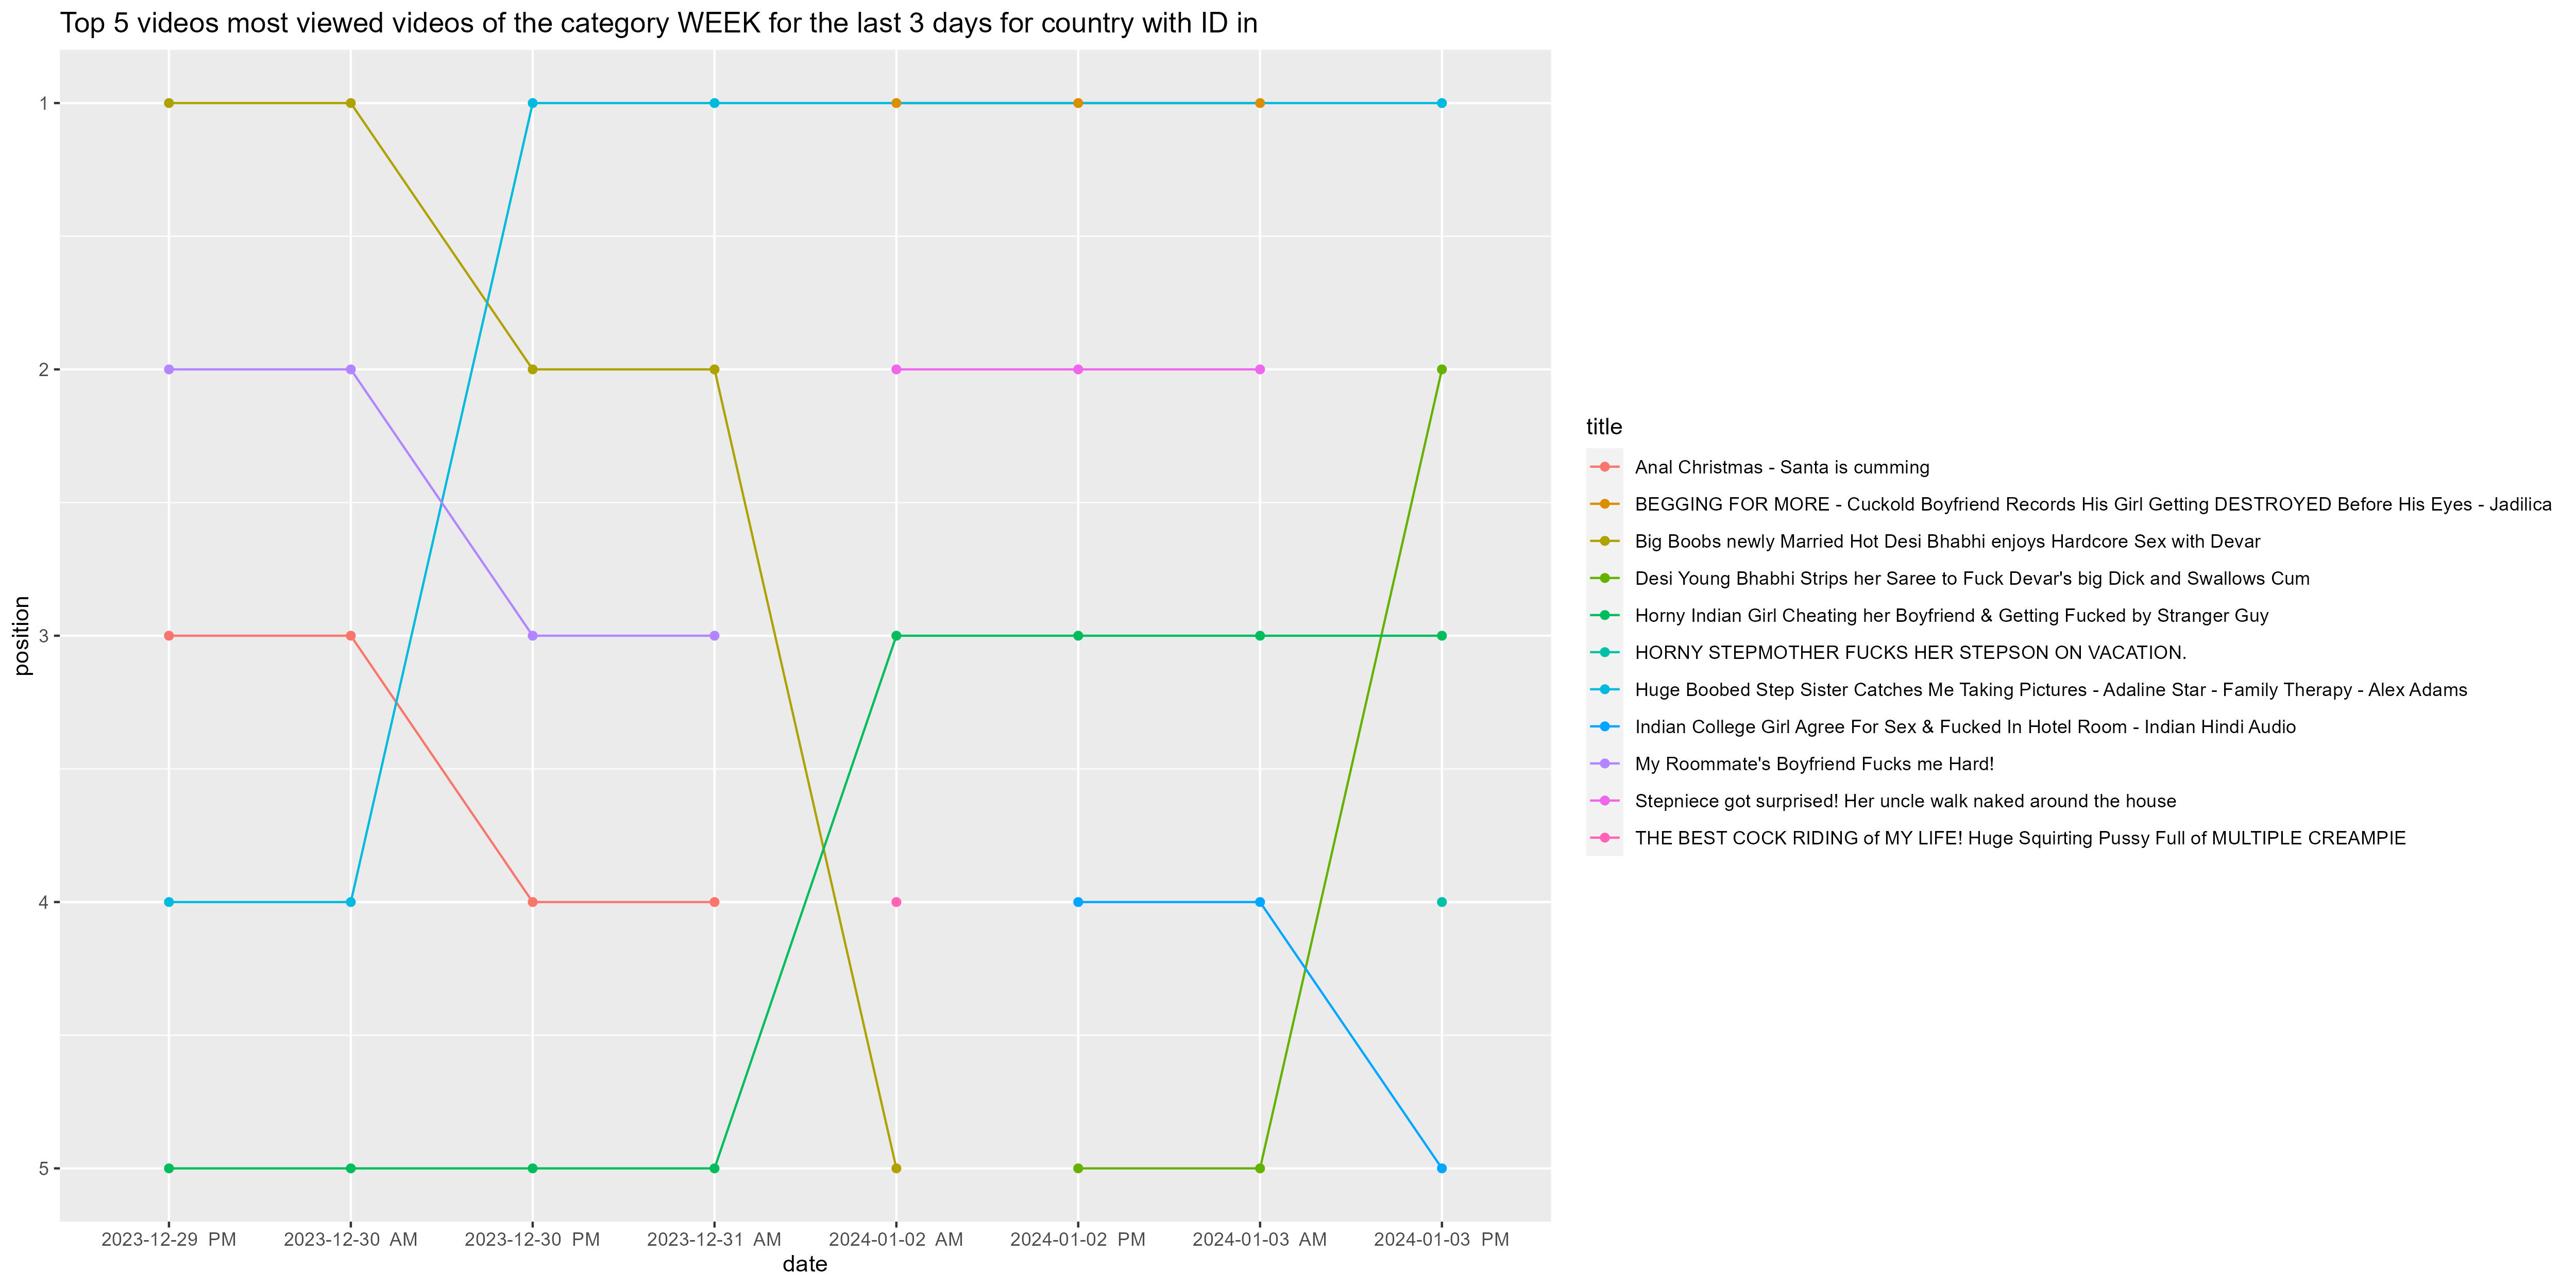 Top 5 videos most viewed videos of the category WEEK for the last 3 days for country with ID in
position
1
2
3
4
5
2023-12-29 PM
2023-12-30 AM
2023-12-30 PM
2023-12-31 AM
2024-01-02 AM
2024-01-02 PM
2024-01-03 AM
2024-01-03 PM
date
title
Anal Christmas - Santa is cumming
BEGGING FOR MORE - Cuckold Boyfriend Records His Girl Getting DESTROYED Before His Eyes - Jadilica
Big Boobs newly Married Hot Desi Bhabhi enjoys Hardcore Sex with Devar
Desi Young Bhabhi Strips her Saree to Fuck Devar's big Dick and Swallows Cum
Horny Indian Girl Cheating her Boyfriend & Getting Fucked by Stranger Guy
HORNY STEPMOTHER FUCKS HER STEPSON ON VACATION.
Huge Boobed Step Sister Catches Me Taking Pictures - Adaline Star - Family Therapy - Alex Adams
Indian College Girl Agree For Sex & Fucked In Hotel Room - Indian Hindi Audio
My Roommate's Boyfriend Fucks me Hard!
Stepniece got surprised! Her uncle walk naked around the house
THE BEST COCK RIDING of MY LIFE! Huge Squirting Pussy Full of MULTIPLE CREAMPIE